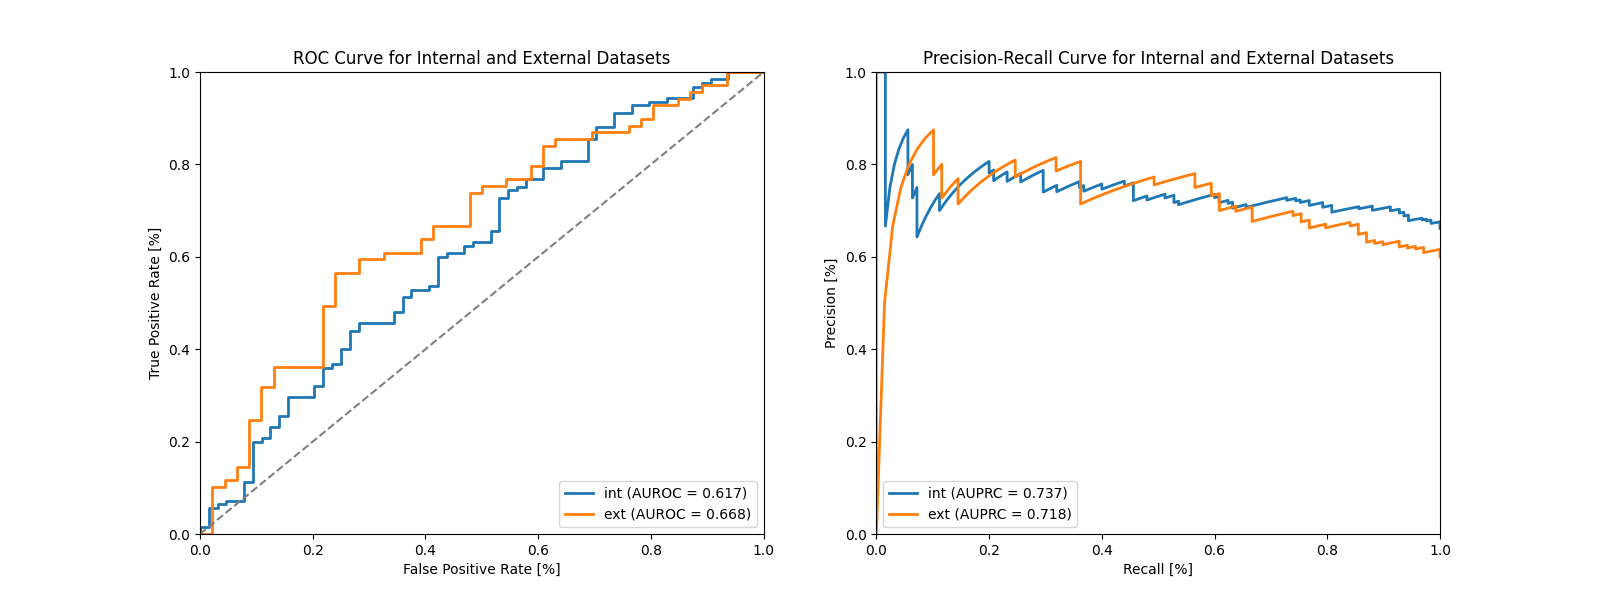 ROC Curve for Internal and External Datasets
1.0
0.8
0.6
0.4
0.2
0.0
True Positive Rate [%]
0.0 0.2 0.4 0.6 0.8 1.0
False Positive Rate [%]
int (AUROC = 0.617)
ext (AUROC = 0.668)
Precision-Recall Curve for Internal and External Datasets
1.0
0.8
0.6
0.4
0.2
0.0
Precision [%]
0.0 0.2 0.4 0.6 0.8 1.0
Recall [%]
int (AUPRC = 0.737)
ext (AUPRC = 0.718)